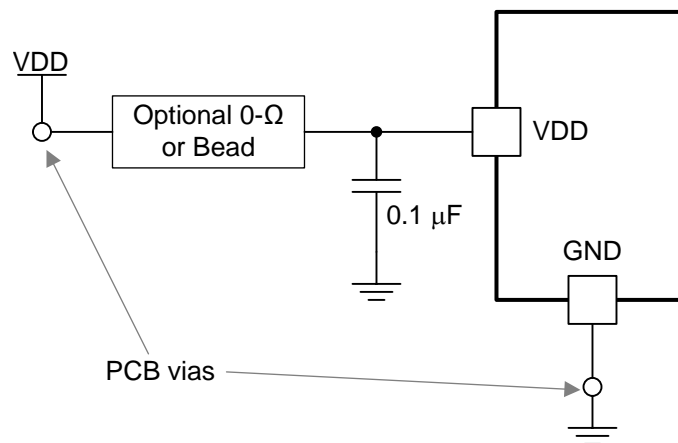 VDD
Optional 0-Ω
or Bead
VDD
0.1 μF
GND
PCB vias